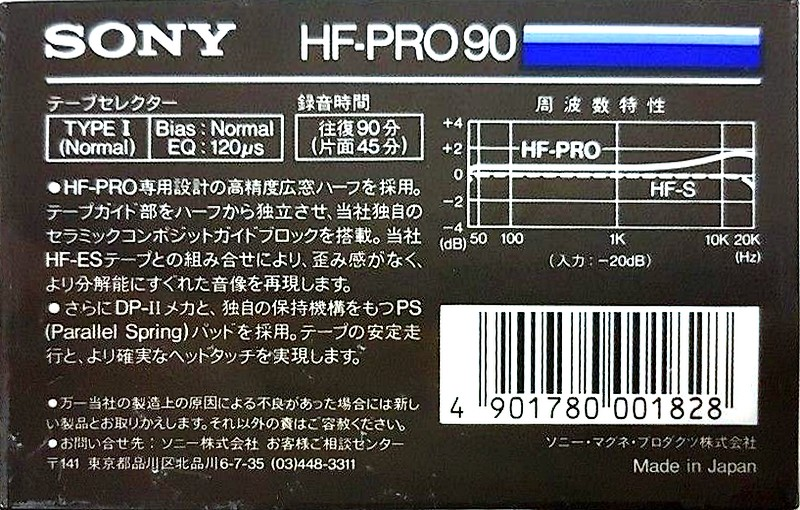 SONY
HF-PRO 90
テープセレクター
TYPE I
(Normal)
Bias : Normal
EQ : 120μs
録音時間
往復90分
(片面45分)
●HF-PRO専用設計の高精度広窓ハーフを採用。
テープガイド部をハーフから独立させ、当社独自の
セラミックコンポジットガイドブロックを搭載。当社
HF-ESテープとの組み合せにより、歪み感がなく、
より分解能にすぐれた音像を再現します。
●さらにDP-IIメカと、独自の保持機構をもつPS
(Parallel Spring)パッドを採用。テープの安定走
行と、より確実なヘッドタッチを実現します。
●万一当社の製造上の原因による不良があった場合には新し
い製品とお取りかえします。それ以外の責はご容赦ください。
●お問い合せ先：ソニー株式会社 お客様ご相談センター
〒141 東京都品川区北品川6-7-35 (03)448-3311
周波数特性
+4
+2
0
−2
−4
(dB)
HF-PRO
HF-S
50 100 1K 10K 20K
(Hz)
(入力：−20dB)
4 901780 001828
ソニー・マグネ・プロダクツ株式会社
Made in Japan